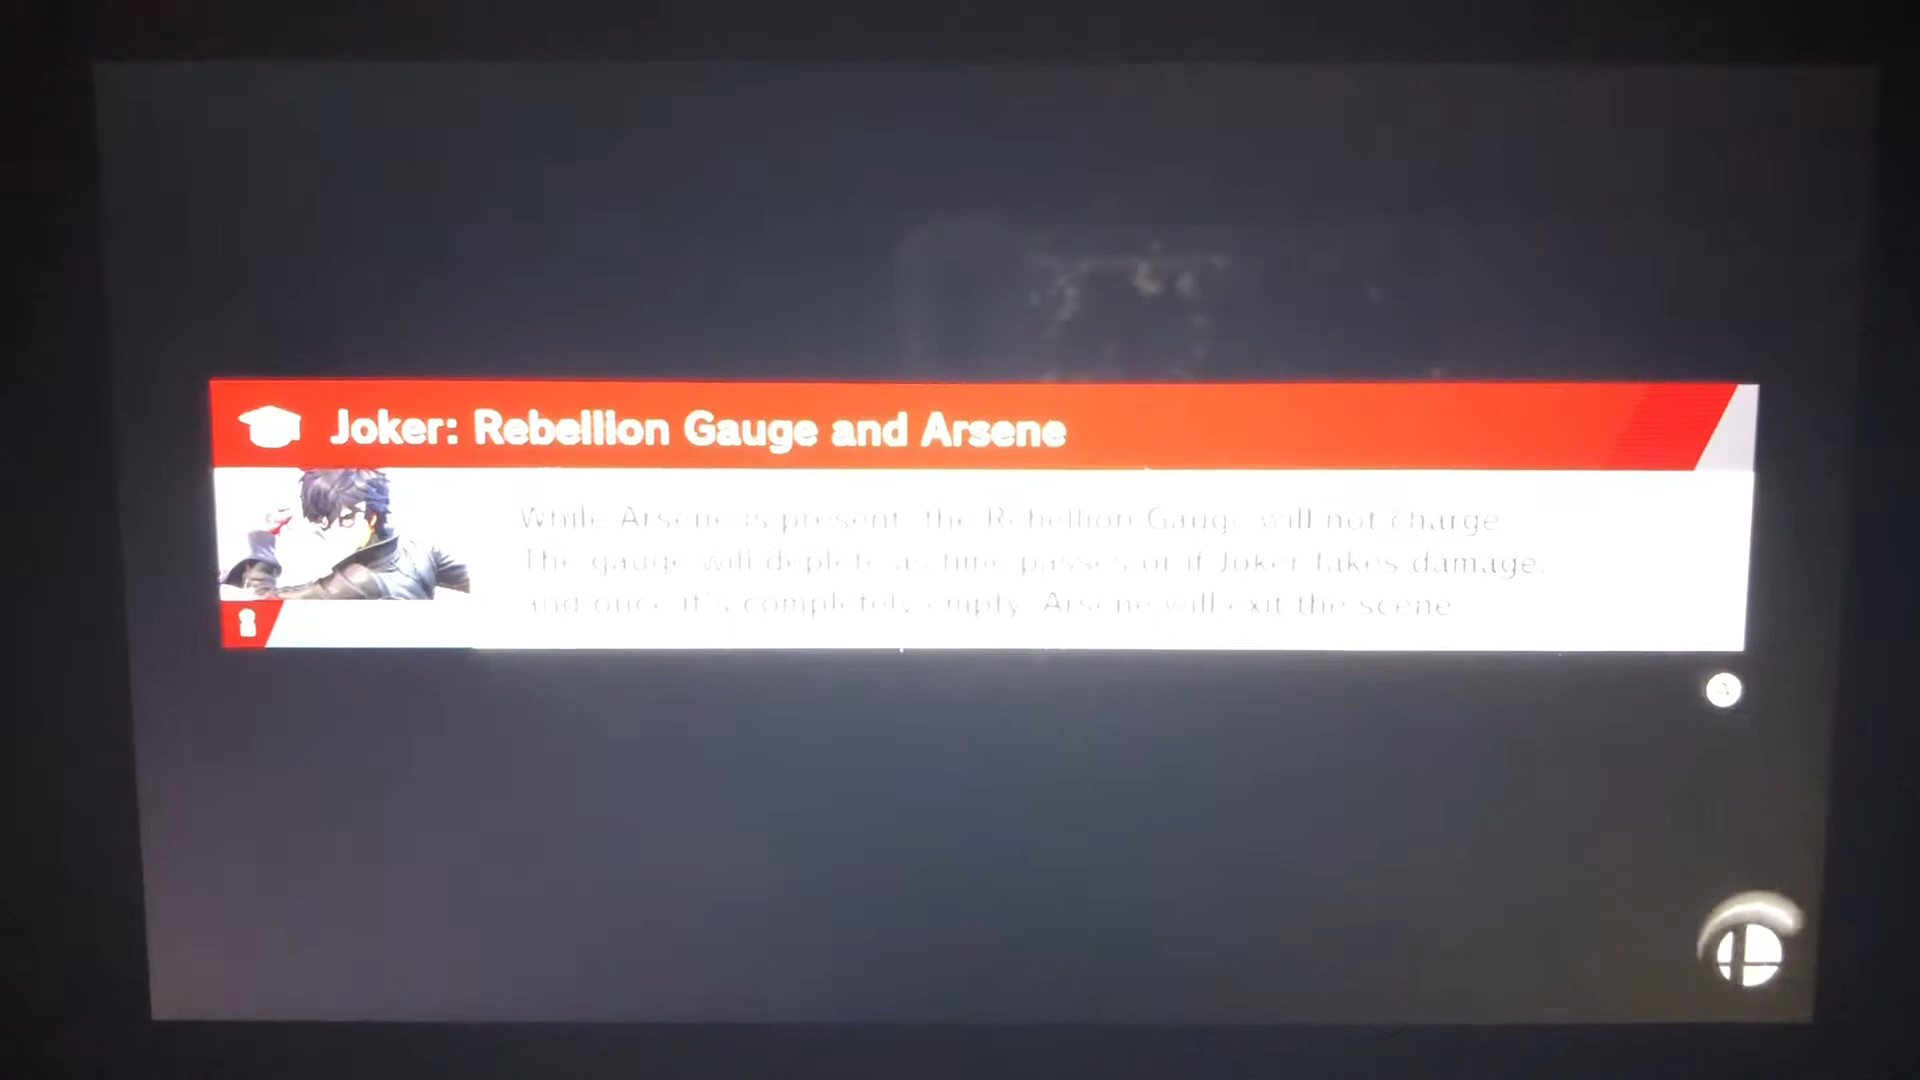 Joker: Rebellion Gauge and Arsene
While Arsene is present, the Rebellion Gauge will not charge.
The gauge will deplete as time passes or if Joker takes damage,
and once it's completely empty, Arsene will exit the scene.
A